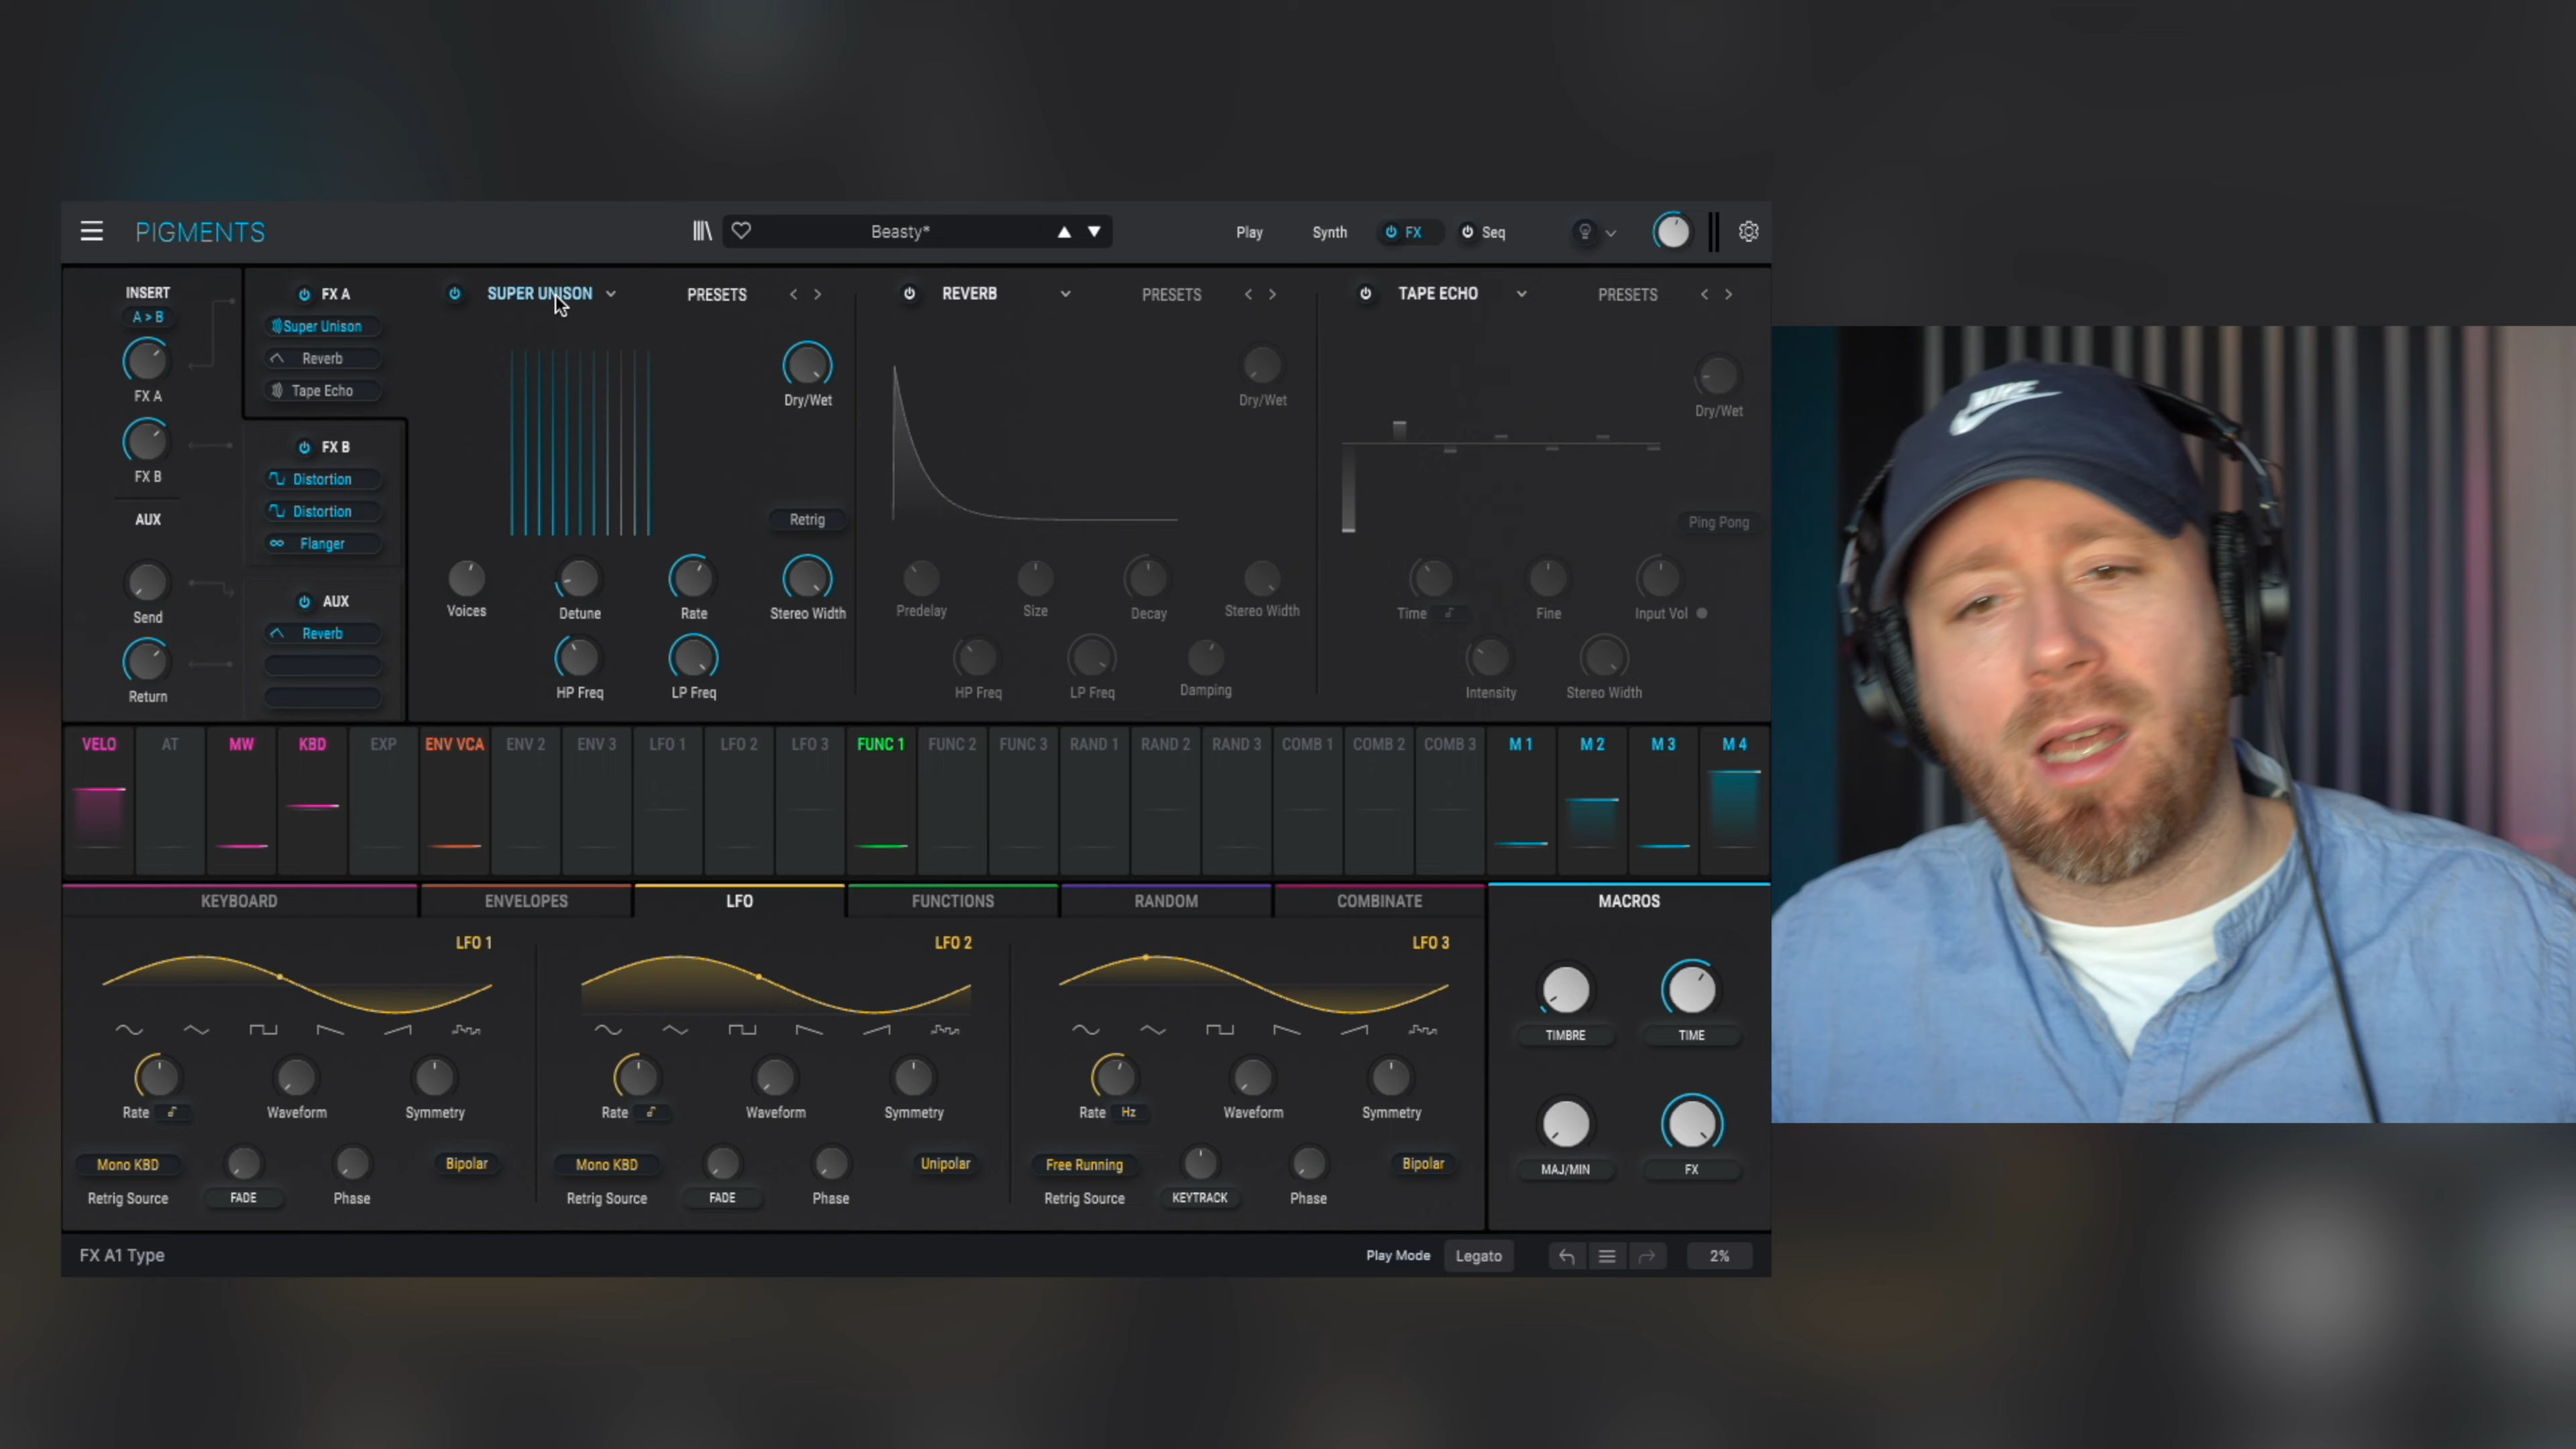 PIGMENTS
Beasty*
Play
Synth
FX
Seq
INSERT
A > B
FX A
FX B
AUX
Send
Return
FX A
Super Unison
Reverb
Tape Echo
FX B
Distortion
Distortion
Flanger
AUX
Reverb
SUPER UNISON
PRESETS
Dry/Wet
Retrig
Voices
Detune
Rate
Stereo Width
HP Freq
LP Freq
REVERB
PRESETS
Dry/Wet
Predelay
Size
Decay
Stereo Width
HP Freq
LP Freq
Damping
TAPE ECHO
PRESETS
Dry/Wet
Ping Pong
Time
Fine
Input Vol
Intensity
Stereo Width
VELO
AT
MW
KBD
EXP
ENV VCA
ENV 2
ENV 3
LFO 1
LFO 2
LFO 3
FUNC 1
FUNC 2
FUNC 3
RAND 1
RAND 2
RAND 3
COMB 1
COMB 2
COMB 3
M 1
M 2
M 3
M 4
KEYBOARD
ENVELOPES
LFO
FUNCTIONS
RANDOM
COMBINATE
MACROS
LFO 1
Rate
Waveform
Symmetry
Mono KBD
Bipolar
Retrig Source
FADE
Phase
LFO 2
Rate
Waveform
Symmetry
Mono KBD
Unipolar
Retrig Source
FADE
Phase
LFO 3
Rate
Hz
Waveform
Symmetry
Free Running
Bipolar
Retrig Source
KEYTRACK
Phase
TIMBRE
TIME
MAJ/MIN
FX
FX A1 Type
Play Mode
Legato
2%
NIKE